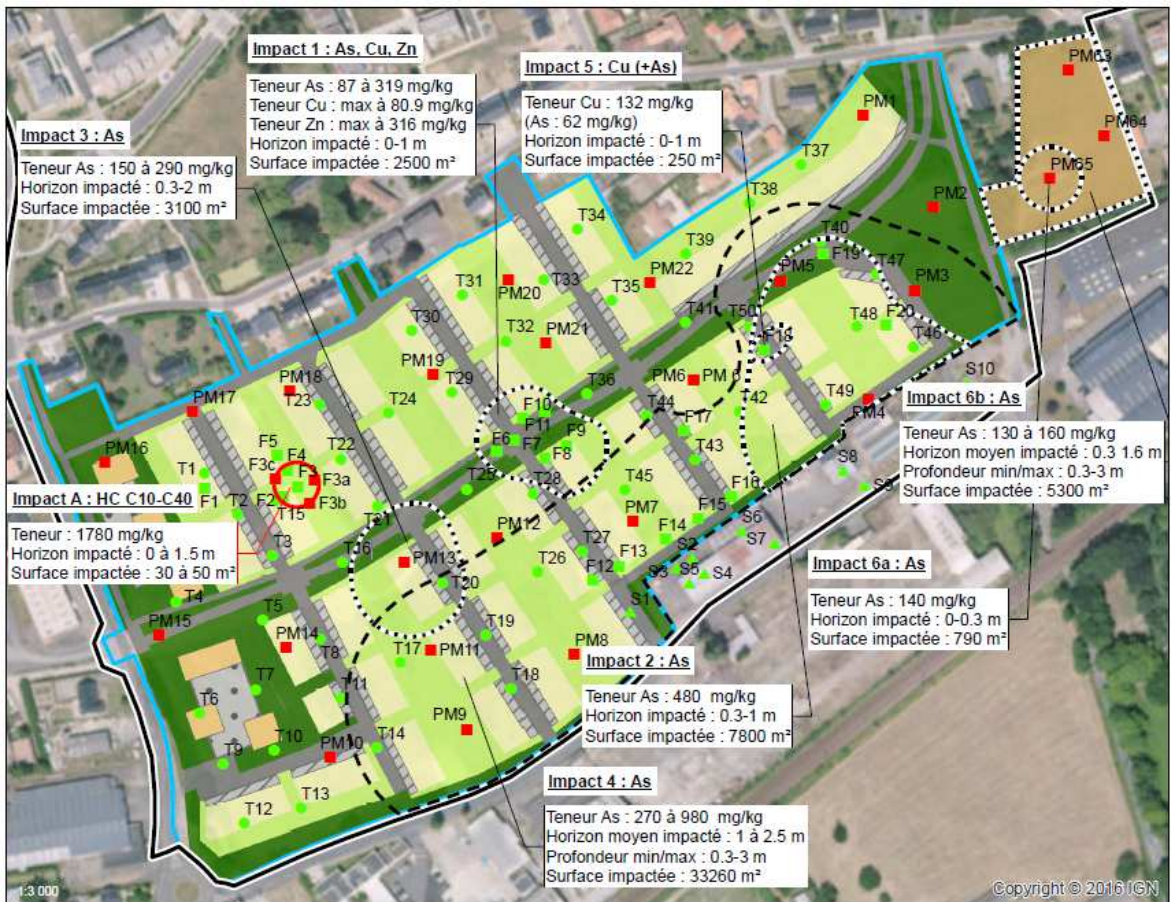 Impact 1 : As, Cu, Zn
Teneur As : 87 à 319 mg/kg
Teneur Cu : max à 80.9 mg/kg
Teneur Zn : max à 316 mg/kg
Horizon impacté : 0-1 m
Surface impactée : 2500 m²
Impact 5 : Cu (+As)
Teneur Cu : 132 mg/kg
(As : 62 mg/kg)
Horizon impacté : 0-1 m
Surface impactée : 250 m²
Impact 3 : As
Teneur As : 150 à 290 mg/kg
Horizon impacté : 0.3-2 m
Surface impactée : 3100 m²
PM63
PM64
PM65
PM1
T37
T38
PM2
T34
T39
T40
F19
T47
PM5
PM3
T31
PM20
T33
PM22
T35
T41
T50
F18
T48
F20
T46
T30
T32
PM21
PM19
T29
T36
PM6
PM 6
S10
PM18
T23
T24
F10
F11
T44
F17
T42
T49
PM4
PM17
PM16
T1
F5
F4
T22
F6
F7
F9
F8
T43
F3c
F3
F3a
F3b
F2
F1
T2
T15
T25
T28
T45
F15
F16
S8
S9
Impact 6b : As
Teneur As : 130 à 160 mg/kg
Horizon moyen impacté : 0.3 1.6 m
Profondeur min/max : 0.3-3 m
Surface impactée : 5300 m²
Impact A : HC C10-C40
Teneur : 1780 mg/kg
Horizon impacté : 0 à 1.5 m
Surface impactée : 30 à 50 m²
T3
T21
T16
PM12
PM7
F14
S6
S7
S2
S3
S5
S4
PM13
T20
T26
T27
F13
F12
S1
T4
PM15
T5
PM14
T8
T19
T17
PM11
PM8
Impact 6a : As
Teneur As : 140 mg/kg
Horizon impacté : 0-0.3 m
Surface impactée : 790 m²
Impact 2 : As
Teneur As : 480 mg/kg
Horizon impacté : 0.3-1 m
Surface impactée : 7800 m²
T7
T6
T11
T18
PM9
T9
T10
PM10
T14
T13
T12
Impact 4 : As
Teneur As : 270 à 980 mg/kg
Horizon moyen impacté : 1 à 2.5 m
Profondeur min/max : 0.3-3 m
Surface impactée : 33260 m²
1:3 000
Copyright © 2016 IGN